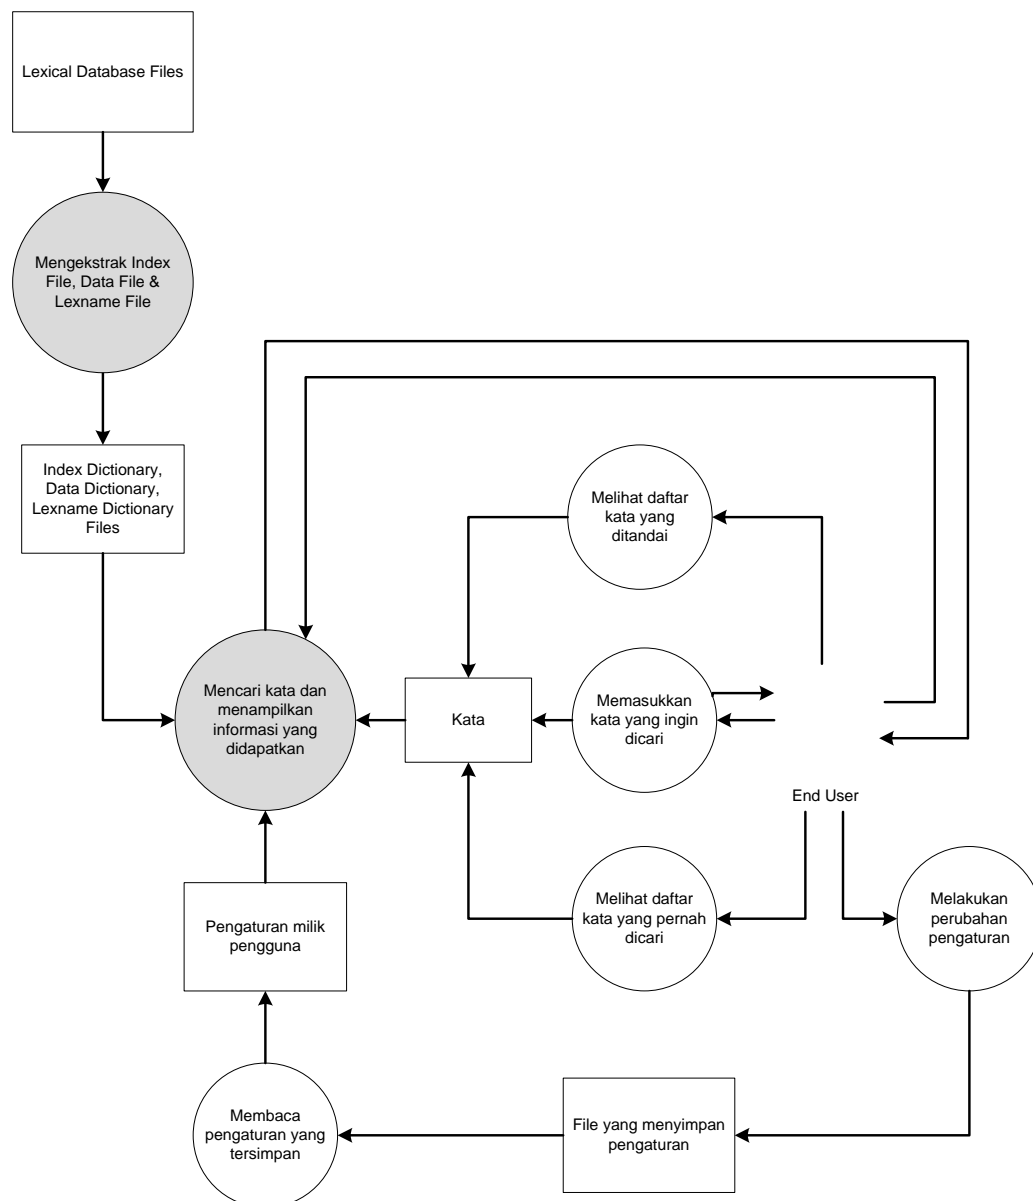 Lexical Database Files
Mengekstrak Index
File, Data File &
Lexname File
Index Dictionary,
Data Dictionary,
Lexname Dictionary
Files
Melihat daftar
kata yang
ditandai
Mencari kata dan
menampilkan
informasi yang
didapatkan
Kata
Memasukkan
kata yang ingin
dicari
End User
Melihat daftar
kata yang pernah
dicari
Melakukan
perubahan
pengaturan
Pengaturan milik
pengguna
Membaca
pengaturan yang
tersimpan
File yang menyimpan
pengaturan